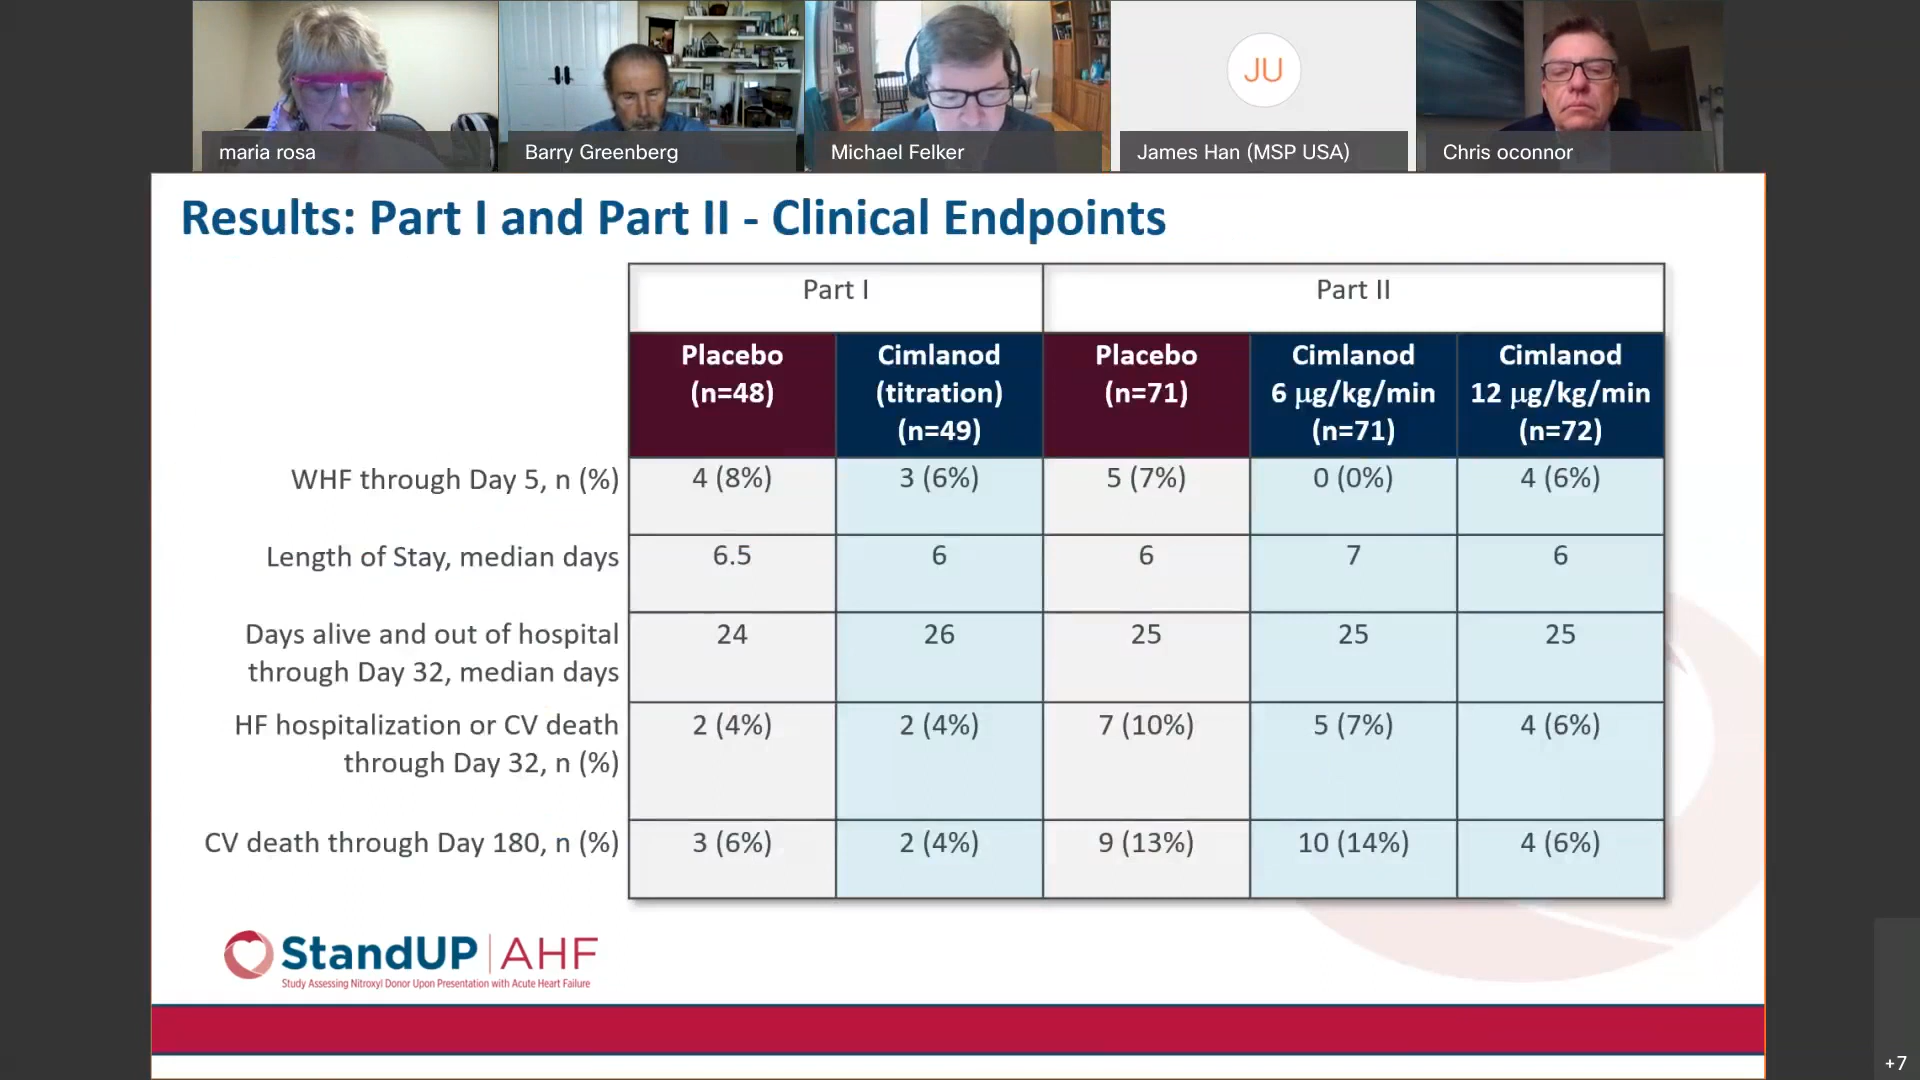 maria rosa
Barry Greenberg
Michael Felker
JU
James Han (MSP USA)
Chris oconnor
Results: Part I and Part II - Clinical Endpoints
Part I
Part II
Placebo
(n=48)
Cimlanod
(titration)
(n=49)
Placebo
(n=71)
Cimlanod
6 μg/kg/min
(n=71)
Cimlanod
12 μg/kg/min
(n=72)
WHF through Day 5, n (%)
4 (8%)
3 (6%)
5 (7%)
0 (0%)
4 (6%)
Length of Stay, median days
6.5
6
6
7
6
Days alive and out of hospital
through Day 32, median days
24
26
25
25
25
HF hospitalization or CV death
through Day 32, n (%)
2 (4%)
2 (4%)
7 (10%)
5 (7%)
4 (6%)
CV death through Day 180, n (%)
3 (6%)
2 (4%)
9 (13%)
10 (14%)
4 (6%)
StandUP | AHF
Study Assessing Nitroxyl Donor Upon Presentation with Acute Heart Failure
+7